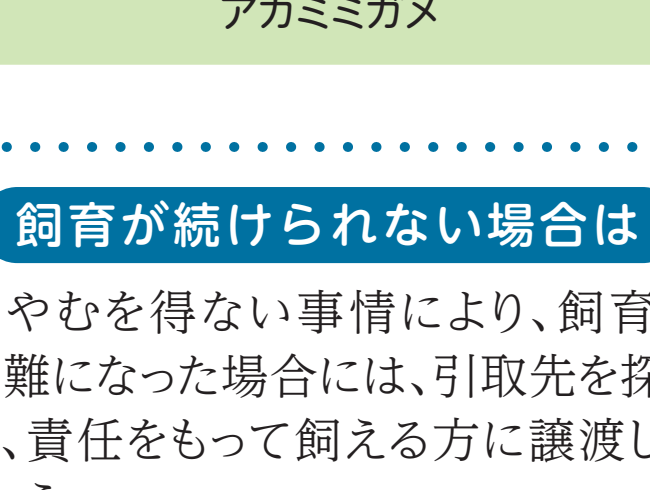 アカミミガメ
飼育が続けられない場合は
やむを得ない事情により、飼育
難になった場合には、引取先を探
、責任をもって飼える方に譲渡し